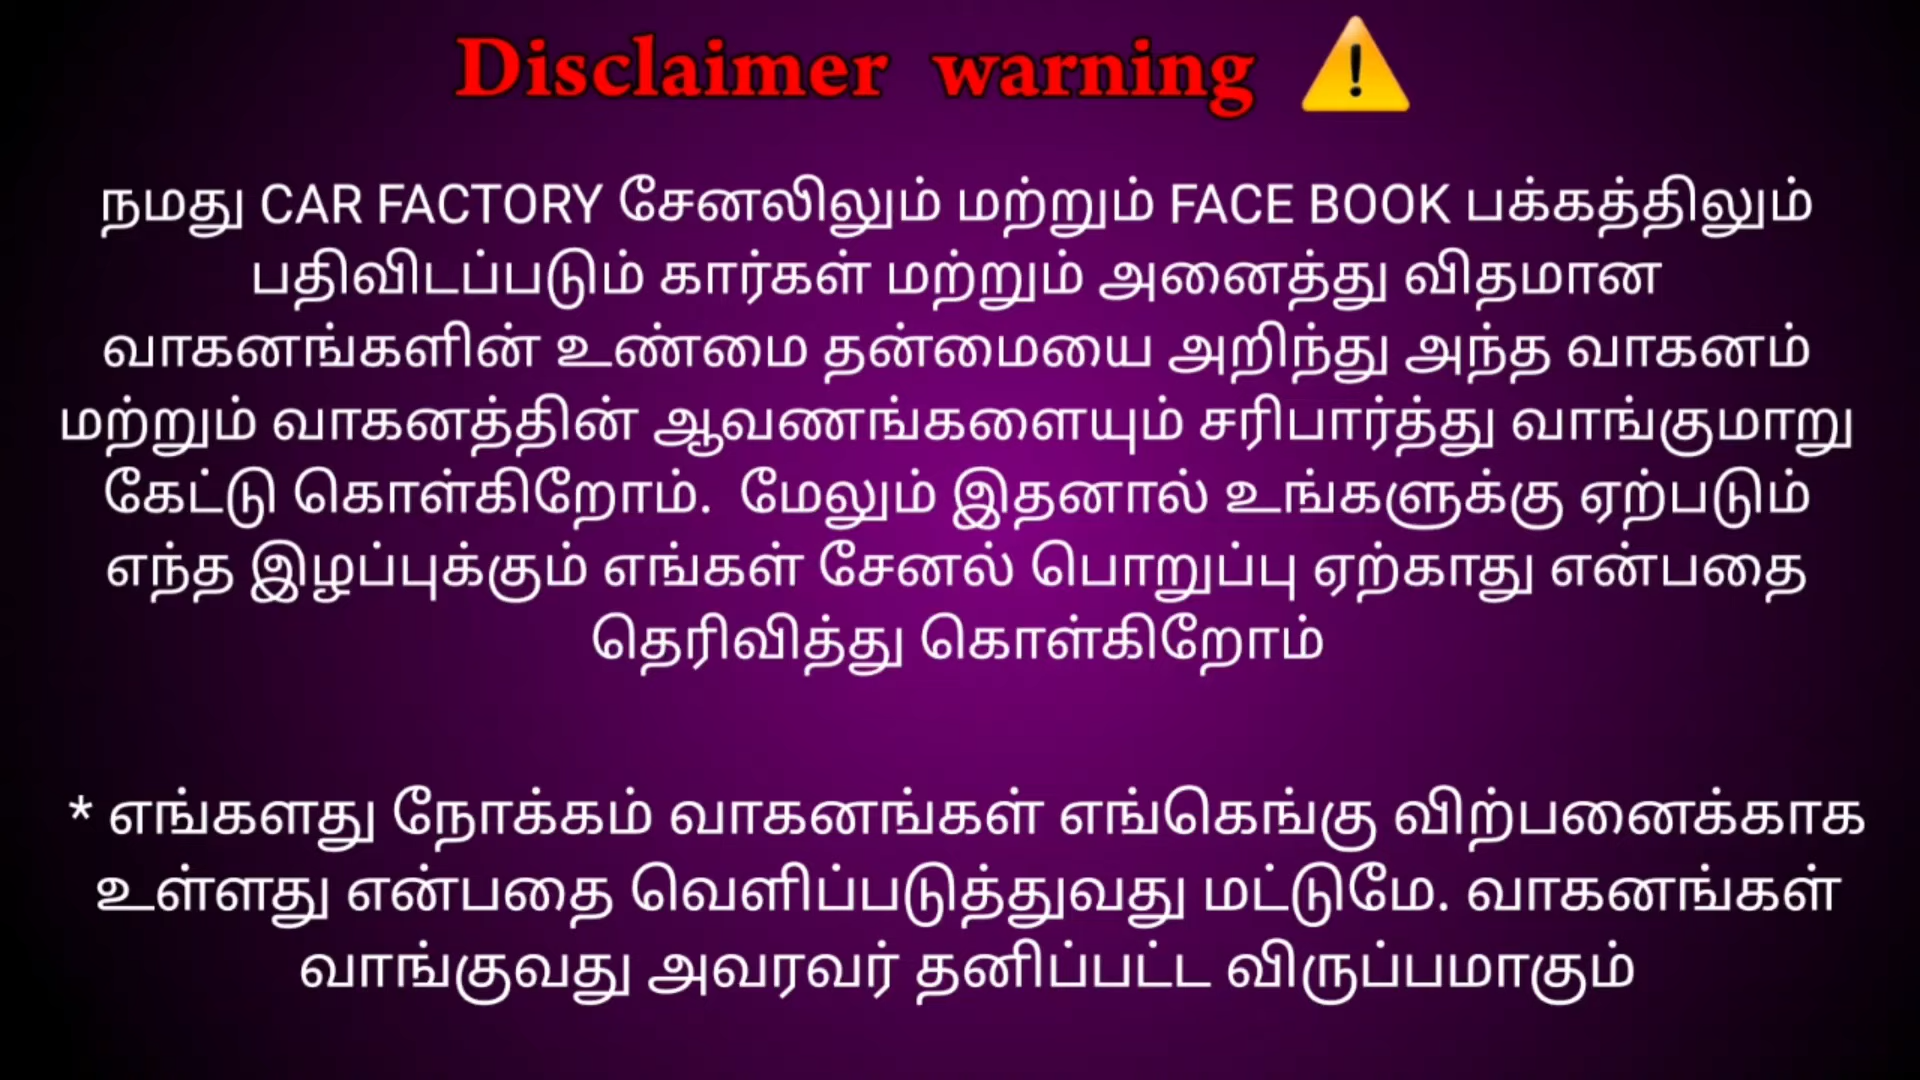 Disclaimer warning ⚠️
நமது CAR FACTORY சேனலிலும் மற்றும் FACE BOOK பக்கத்திலும்
பதிவிடப்படும் கார்கள் மற்றும் அனைத்து விதமான
வாகனங்களின் உண்மை தன்மையை அறிந்து அந்த வாகனம்
மற்றும் வாகனத்தின் ஆவணங்களையும் சரிபார்த்து வாங்குமாறு
கேட்டு கொள்கிறோம். மேலும் இதனால் உங்களுக்கு ஏற்படும்
எந்த இழப்புக்கும் எங்கள் சேனல் பொறுப்பு ஏற்காது என்பதை
தெரிவித்து கொள்கிறோம்
* எங்களது நோக்கம் வாகனங்கள் எங்கெங்கு விற்பனைக்காக
உள்ளது என்பதை வெளிப்படுத்துவது மட்டுமே. வாகனங்கள்
வாங்குவது அவரவர் தனிப்பட்ட விருப்பமாகும்